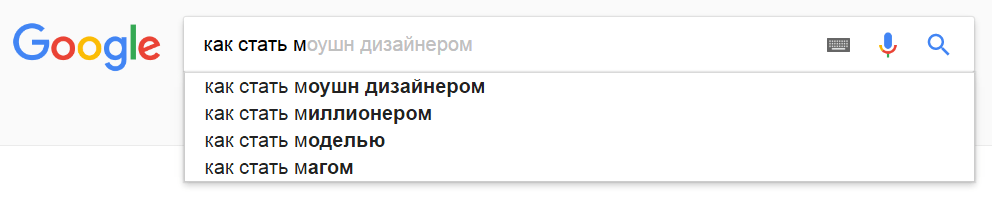 Google
как стать моушн дизайнером
как стать моушн дизайнером
как стать миллионером
как стать моделью
как стать магом